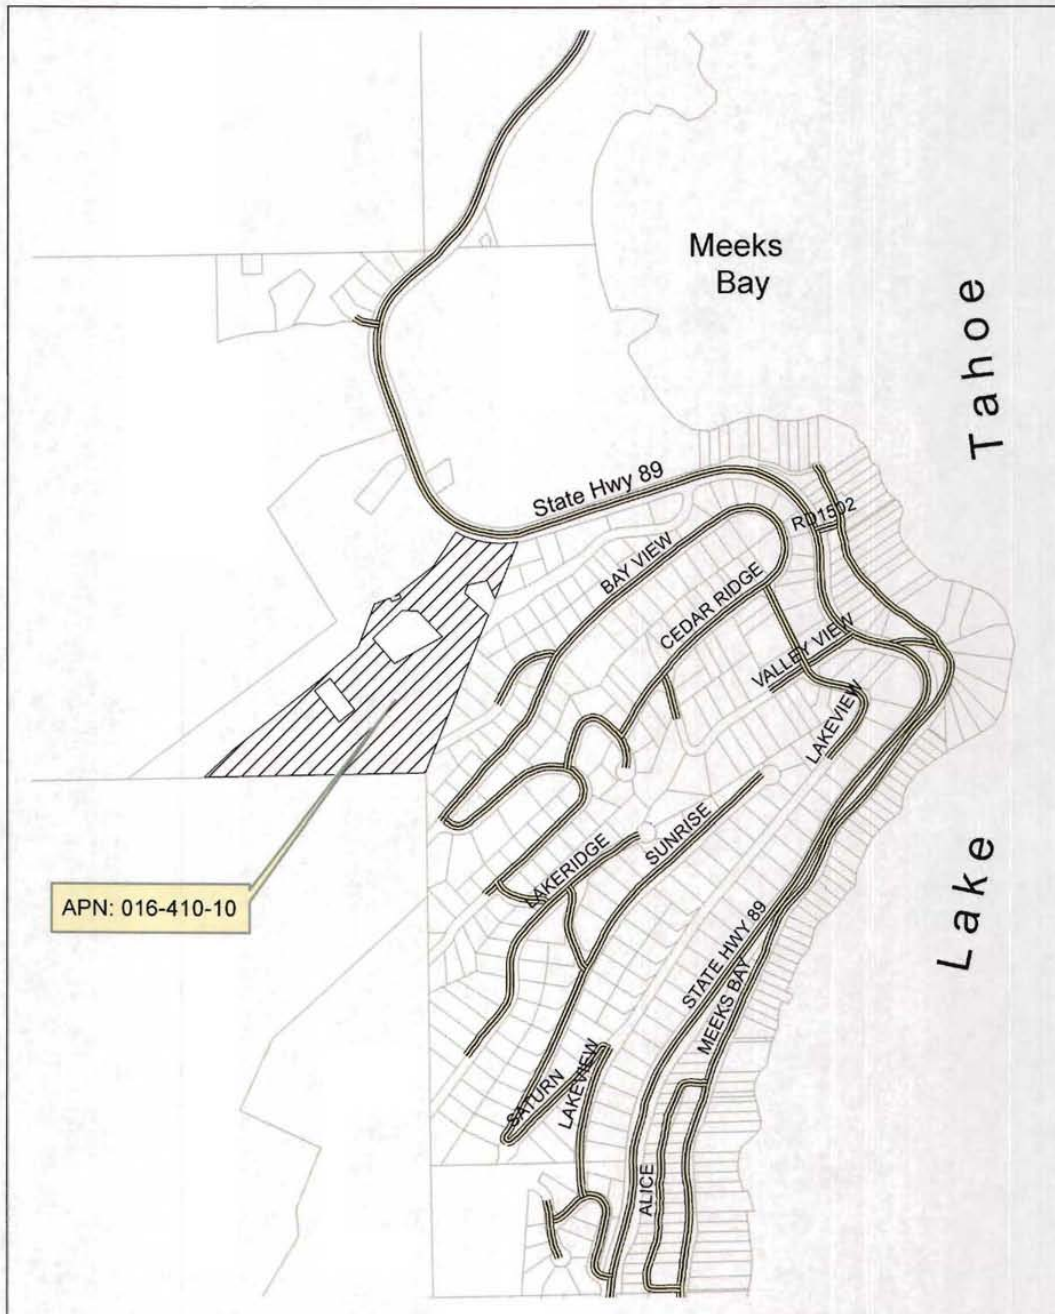 Meeks
Bay
Tahoe
State Hwy 89
RD1502
BAY VIEW
CEDAR RIDGE
VALLEY VIEW
LAKEVIEW
SUNRISE
LAKERIDGE
APN: 016-410-10
Lake
STATE HWY 89
MEEKS BAY
SATURN
LAKEVIEW
ALICE